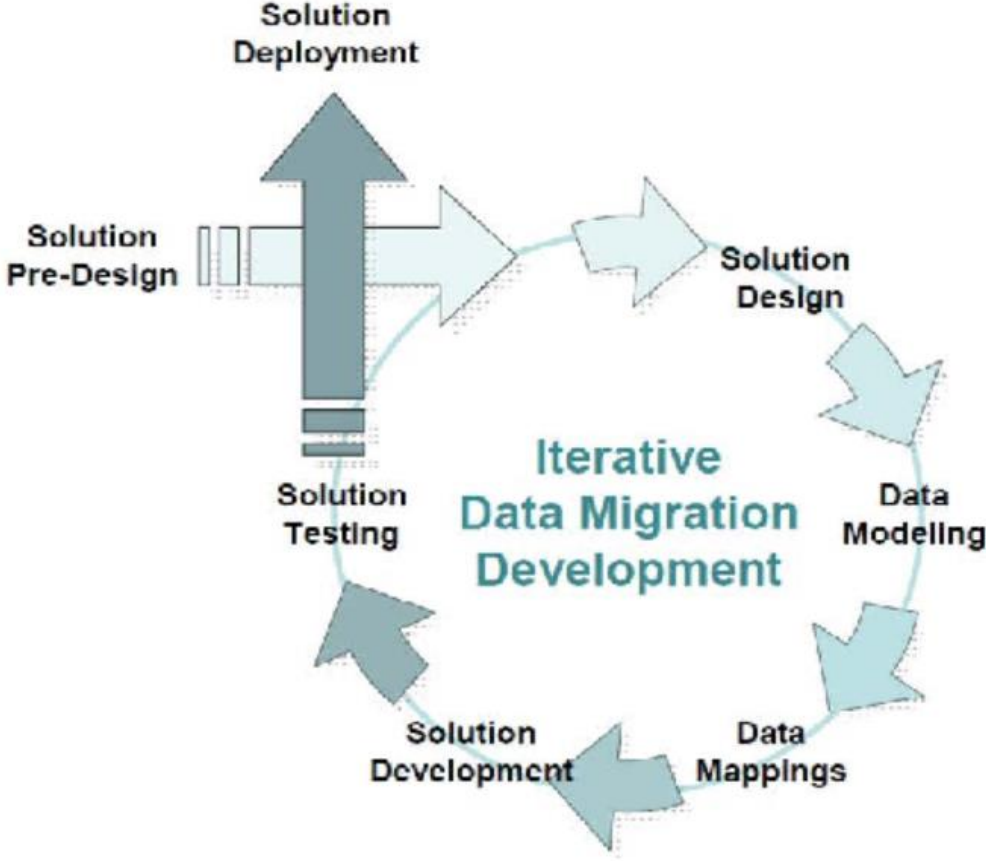 Solution
Deployment
Solution
Pre-Design
Solution
Design
Iterative
Data Migration
Development
Data
Modeling
Solution
Testing
Data
Mappings
Solution
Development